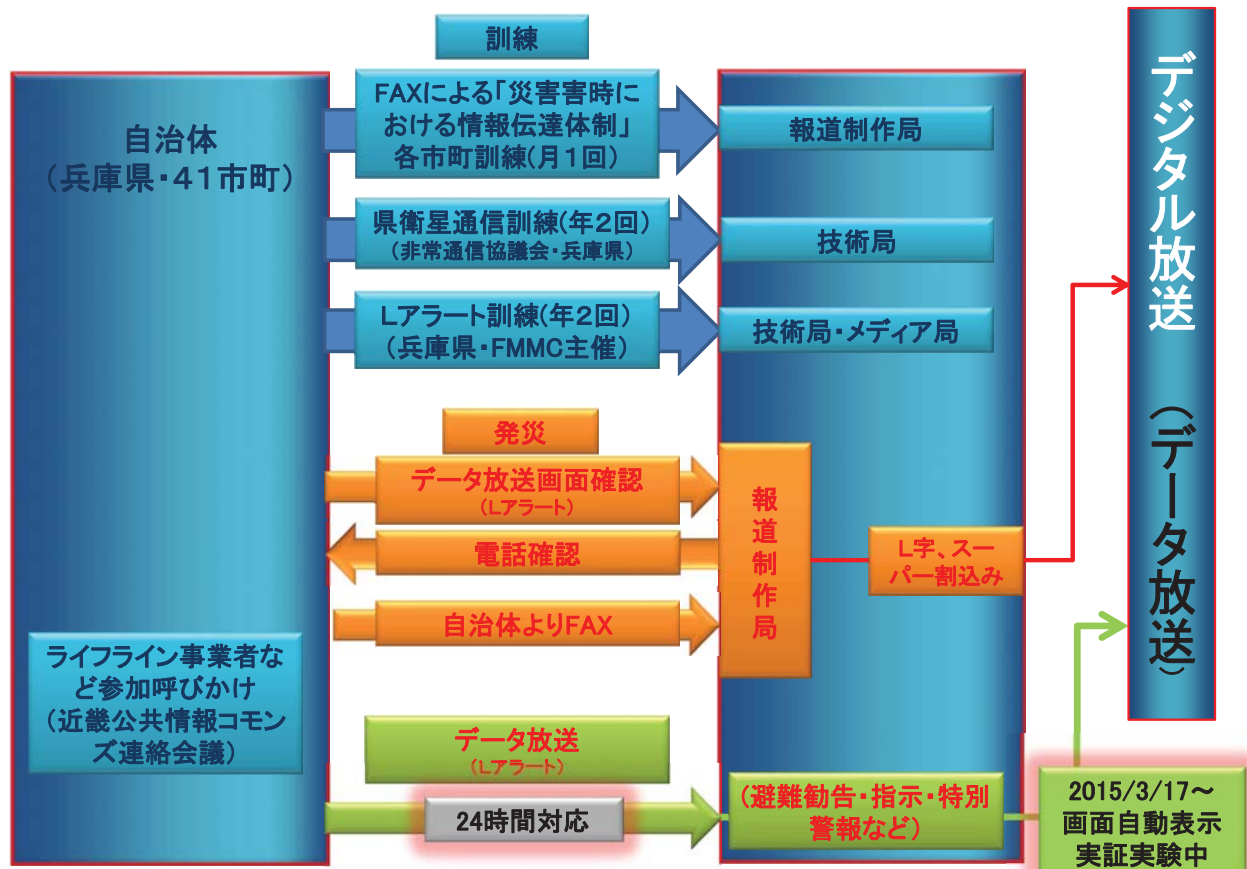 訓練
自治体
（兵庫県・４１市町）
FAXによる「災害害時に
おける情報伝達体制」
各市町訓練(月１回)
報道制作局
県衛星通信訓練(年２回)
（非常通信協議会・兵庫県）
技術局
Ｌアラート訓練(年２回)
（兵庫県・FMMC主催）
技術局・メディア局
発災
データ放送画面確認
（Ｌアラート）
電話確認
自治体よりFAX
報道制作局
Ｌ字、スー
パー割込み
ライフライン事業者な
ど参加呼びかけ
（近畿公共情報コモン
ズ連絡会議）
データ放送
（Ｌアラート）
24時間対応
（避難勧告・指示・特別
警報など）
2015/3/17～
画面自動表示
実証実験中
デジタル放送　（データ放送）